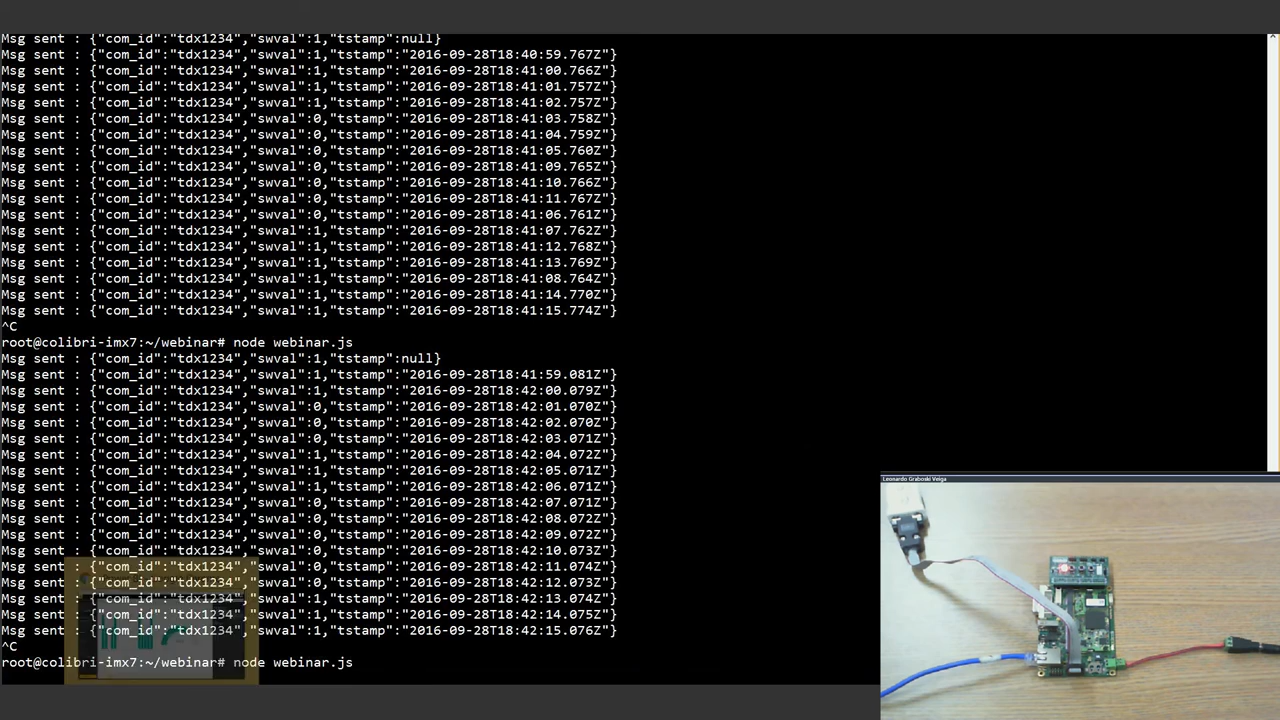 Msg sent : {"com_id":"tdx1234","swval":1,"tstamp":null}
Msg sent : {"com_id":"tdx1234","swval":1,"tstamp":"2016-09-28T18:40:59.767Z"}
Msg sent : {"com_id":"tdx1234","swval":1,"tstamp":"2016-09-28T18:41:00.766Z"}
Msg sent : {"com_id":"tdx1234","swval":1,"tstamp":"2016-09-28T18:41:01.757Z"}
Msg sent : {"com_id":"tdx1234","swval":1,"tstamp":"2016-09-28T18:41:02.757Z"}
Msg sent : {"com_id":"tdx1234","swval":0,"tstamp":"2016-09-28T18:41:03.758Z"}
Msg sent : {"com_id":"tdx1234","swval":0,"tstamp":"2016-09-28T18:41:04.759Z"}
Msg sent : {"com_id":"tdx1234","swval":0,"tstamp":"2016-09-28T18:41:05.760Z"}
Msg sent : {"com_id":"tdx1234","swval":0,"tstamp":"2016-09-28T18:41:09.765Z"}
Msg sent : {"com_id":"tdx1234","swval":0,"tstamp":"2016-09-28T18:41:10.766Z"}
Msg sent : {"com_id":"tdx1234","swval":0,"tstamp":"2016-09-28T18:41:11.767Z"}
Msg sent : {"com_id":"tdx1234","swval":0,"tstamp":"2016-09-28T18:41:06.761Z"}
Msg sent : {"com_id":"tdx1234","swval":1,"tstamp":"2016-09-28T18:41:07.762Z"}
Msg sent : {"com_id":"tdx1234","swval":1,"tstamp":"2016-09-28T18:41:12.768Z"}
Msg sent : {"com_id":"tdx1234","swval":1,"tstamp":"2016-09-28T18:41:13.769Z"}
Msg sent : {"com_id":"tdx1234","swval":1,"tstamp":"2016-09-28T18:41:08.764Z"}
Msg sent : {"com_id":"tdx1234","swval":1,"tstamp":"2016-09-28T18:41:14.770Z"}
Msg sent : {"com_id":"tdx1234","swval":1,"tstamp":"2016-09-28T18:41:15.774Z"}
^C
root@colibri-imx7:~/webinar# node webinar.js
Msg sent : {"com_id":"tdx1234","swval":1,"tstamp":null}
Msg sent : {"com_id":"tdx1234","swval":1,"tstamp":"2016-09-28T18:41:59.081Z"}
Msg sent : {"com_id":"tdx1234","swval":1,"tstamp":"2016-09-28T18:42:00.079Z"}
Msg sent : {"com_id":"tdx1234","swval":0,"tstamp":"2016-09-28T18:42:01.070Z"}
Msg sent : {"com_id":"tdx1234","swval":0,"tstamp":"2016-09-28T18:42:02.070Z"}
Msg sent : {"com_id":"tdx1234","swval":0,"tstamp":"2016-09-28T18:42:03.071Z"}
Msg sent : {"com_id":"tdx1234","swval":1,"tstamp":"2016-09-28T18:42:04.072Z"}
Msg sent : {"com_id":"tdx1234","swval":1,"tstamp":"2016-09-28T18:42:05.071Z"}
Msg sent : {"com_id":"tdx1234","swval":1,"tstamp":"2016-09-28T18:42:06.071Z"}
Msg sent : {"com_id":"tdx1234","swval":0,"tstamp":"2016-09-28T18:42:07.071Z"}
Msg sent : {"com_id":"tdx1234","swval":0,"tstamp":"2016-09-28T18:42:08.072Z"}
Msg sent : {"com_id":"tdx1234","swval":0,"tstamp":"2016-09-28T18:42:09.072Z"}
Msg sent : {"com_id":"tdx1234","swval":0,"tstamp":"2016-09-28T18:42:10.073Z"}
Msg sent : {"com_id":"tdx1234","swval":0,"tstamp":"2016-09-28T18:42:11.074Z"}
Msg sent : {"com_id":"tdx1234","swval":0,"tstamp":"2016-09-28T18:42:12.073Z"}
Msg sent : {"com_id":"tdx1234","swval":1,"tstamp":"2016-09-28T18:42:13.074Z"}
Msg sent : {"com_id":"tdx1234","swval":1,"tstamp":"2016-09-28T18:42:14.075Z"}
Msg sent : {"com_id":"tdx1234","swval":1,"tstamp":"2016-09-28T18:42:15.076Z"}
^C
root@colibri-imx7:~/webinar# node webinar.js
Leonardo Graboski Veiga